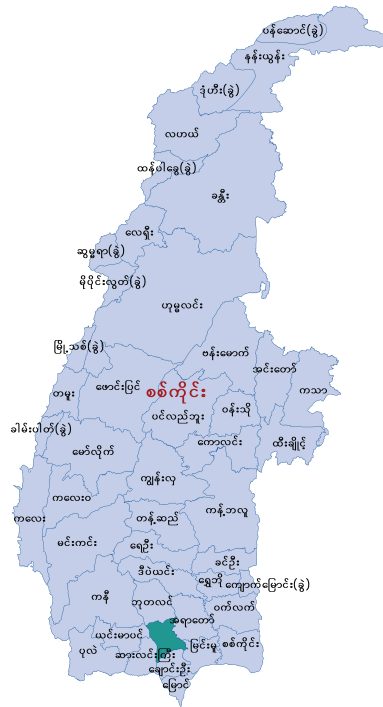 ပန်ဆောင်(ခွဲ)
နန်းယွန်း
ဒုံဟီး(ခွဲ)
လဟယ်
ထန်ပါခွေ(ခွဲ)
ခန္တီး
လေရှီး
ဆွမ္မရာ(ခွဲ)
မိုပိုင်းလွတ်(ခွဲ)
ဟုမ္မလင်း
မြို့သစ်(ခွဲ)
ဗန်းမောက်
အင်းတော်
ကသာ
ဖောင်းပြင်
စစ်ကိုင်း
တမူး
ပင်လည်ဘူး
ဝန်းသို
ခါမ်းပါတ်(ခွဲ)
မော်လိုက်
ကောလင်း
ထီးချိုင့်
ကျွန်းလှ
ကလေးဝ
ကန့်ဘလူ
ကလေး
တန့်ဆည်
မင်းကင်း
ရေဦး
ခင်ဦး
ဒီပဲယင်း
ရွှေဘို
ကျောက်မြောင်း(ခွဲ)
ကနီ
ဘုတလင်
ဝက်လက်
အရာတော်
ယင်းမာပင်
မြင်းမူ
စစ်ကိုင်း
ပုလဲ
ဆားလင်းကြီး
ချောင်းဦး
မြောင်